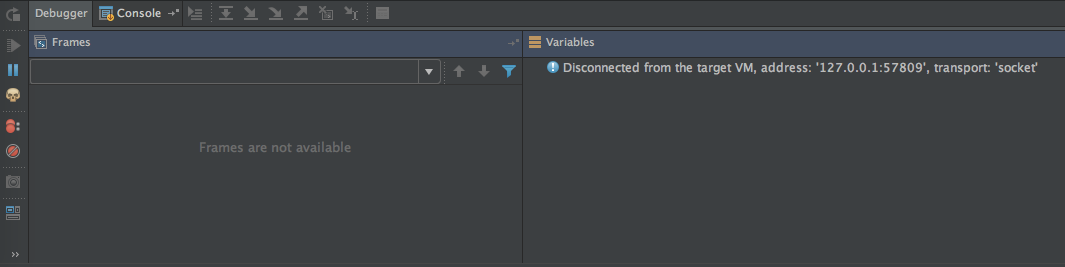 Debugger Console
Frames
Variables
Disconnected from the target VM, address: '127.0.0.1:57809', transport: 'socket'
Frames are not available